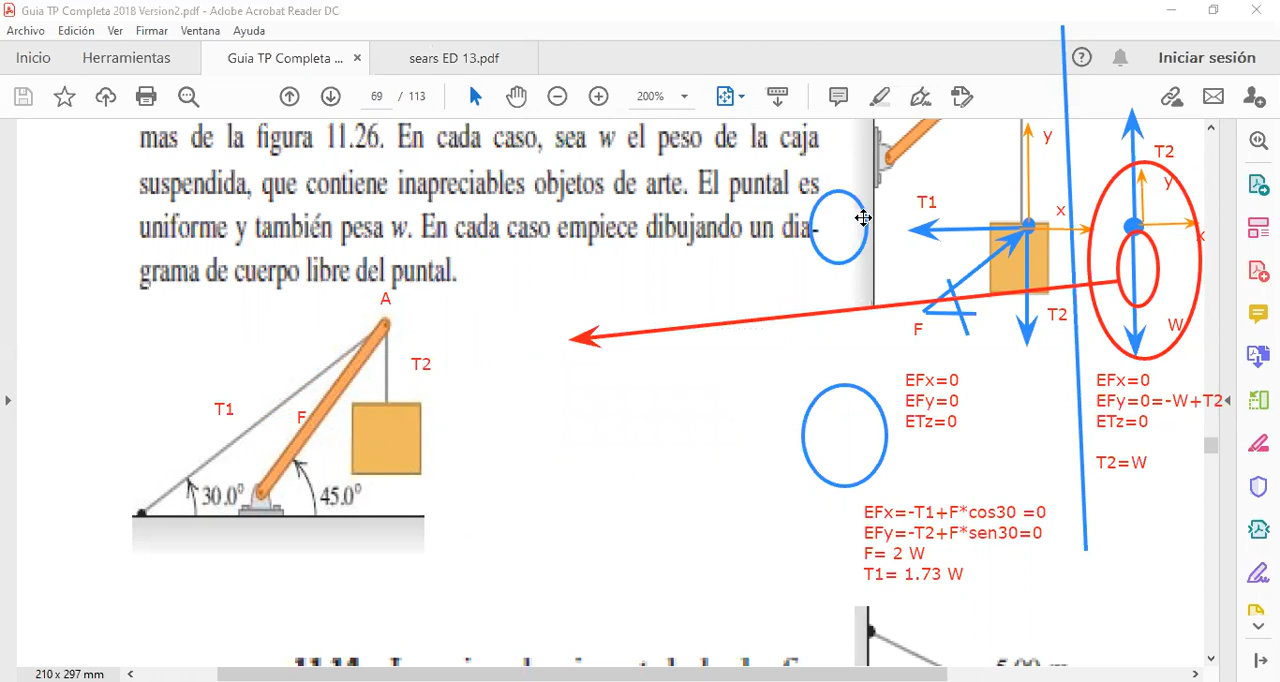 Guia TP Completa 2018 Version2.pdf - Adobe Acrobat Reader DC
Archivo Edición Ver Firmar Ventana Ayuda
Inicio Herramientas Guia TP Completa ... × sears ED 13.pdf Iniciar sesión
69 / 113 200%
mas de la figura 11.26. En cada caso, sea w el peso de la caja
suspendida, que contiene inapreciables objetos de arte. El puntal es
uniforme y también pesa w. En cada caso empiece dibujando un dia-
grama de cuerpo libre del puntal.
A
T2
T1
F
30.0°
45.0°
y
T1
x
T2
F
EFx=0
EFy=0
ETz=0
T2
y
x
W
EFx=0
EFy=0=-W+T2
ETz=0
T2=W
EFx=-T1+F*cos30 =0
EFy=-T2+F*sen30=0
F= 2 W
T1= 1.73 W
5.00 m
210 x 297 mm